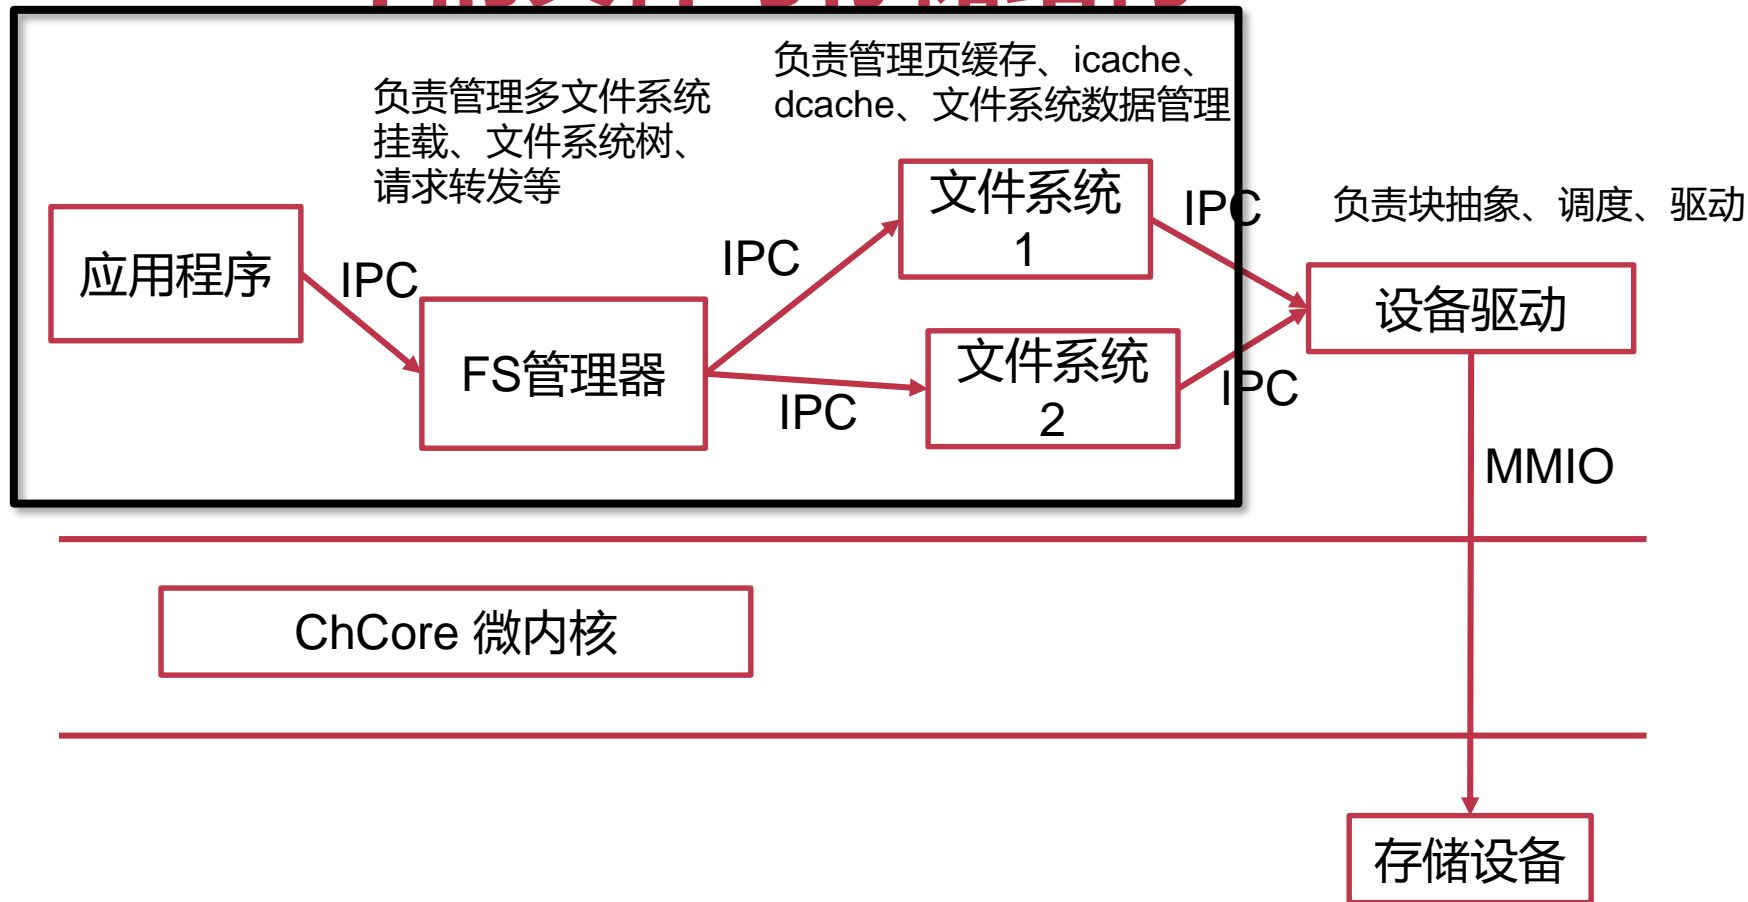 负责管理页缓存、icache、
dcache、文件系统数据管理
负责管理多文件系统
挂载、文件系统树、
请求转发等
文件系统
1
IPC
负责块抽象、调度、驱动
应用程序
IPC
IPC
设备驱动
FS管理器
文件系统
2
IPC
IPC
MMIO
ChCore 微内核
存储设备